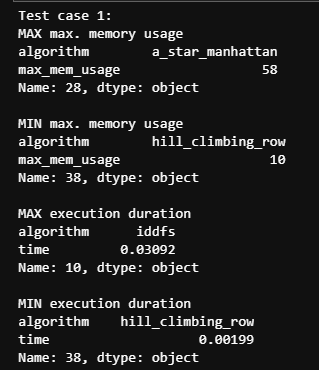 Test case 1:
MAX max. memory usage
algorithm        a_star_manhattan
max_mem_usage                  58
Name: 28, dtype: object
MIN max. memory usage
algorithm        hill_climbing_row
max_mem_usage                   10
Name: 38, dtype: object
MAX execution duration
algorithm      iddfs
time         0.03092
Name: 10, dtype: object
MIN execution duration
algorithm    hill_climbing_row
time                   0.00199
Name: 38, dtype: object